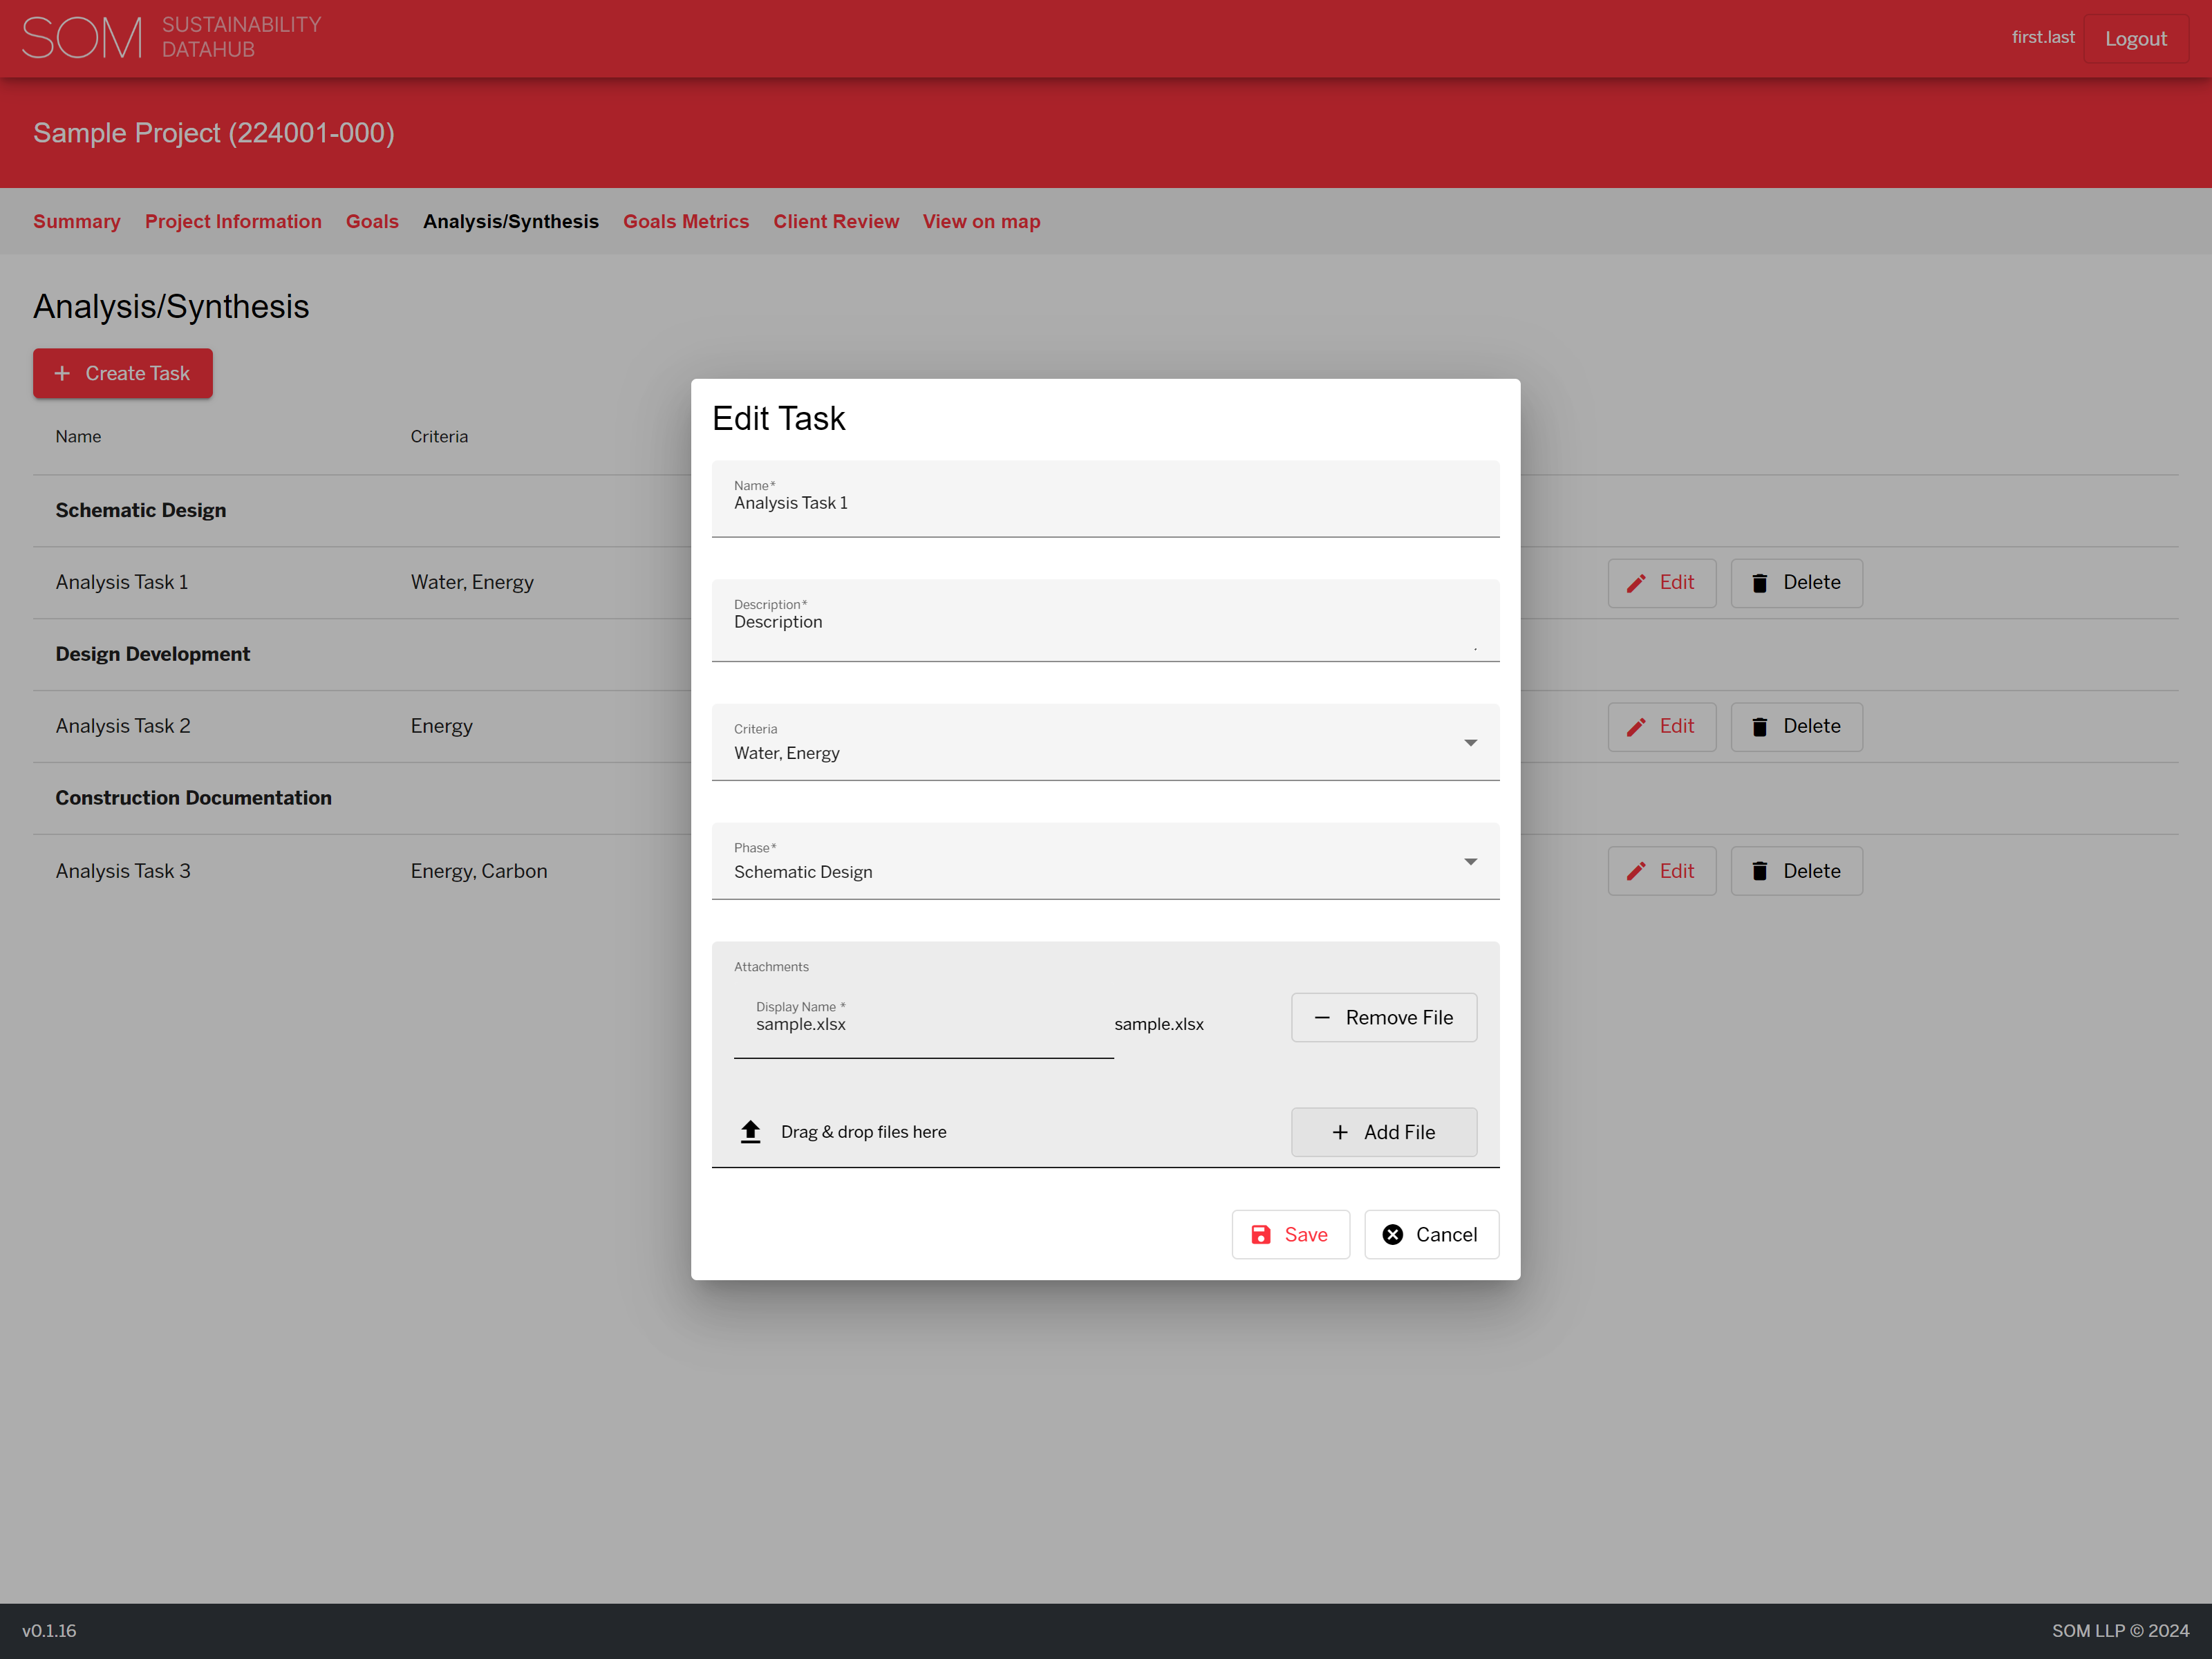 SOM SUSTAINABILITY DATAHUB
first.last Logout
Sample Project (224001-000)
Summary Project Information Goals Analysis/Synthesis Goals Metrics Client Review View on map
Analysis/Synthesis
+ Create Task
Name Criteria
Schematic Design
Analysis Task 1 Water, Energy Edit Delete
Design Development
Analysis Task 2 Energy Edit Delete
Construction Documentation
Analysis Task 3 Energy, Carbon Edit Delete
Edit Task
Name*
Analysis Task 1
Description*
Description
Criteria
Water, Energy
Phase*
Schematic Design
Attachments
Display Name *
sample.xlsx sample.xlsx
Remove File
Drag & drop files here
+ Add File
Save Cancel
v0.1.16 SOM LLP © 2024